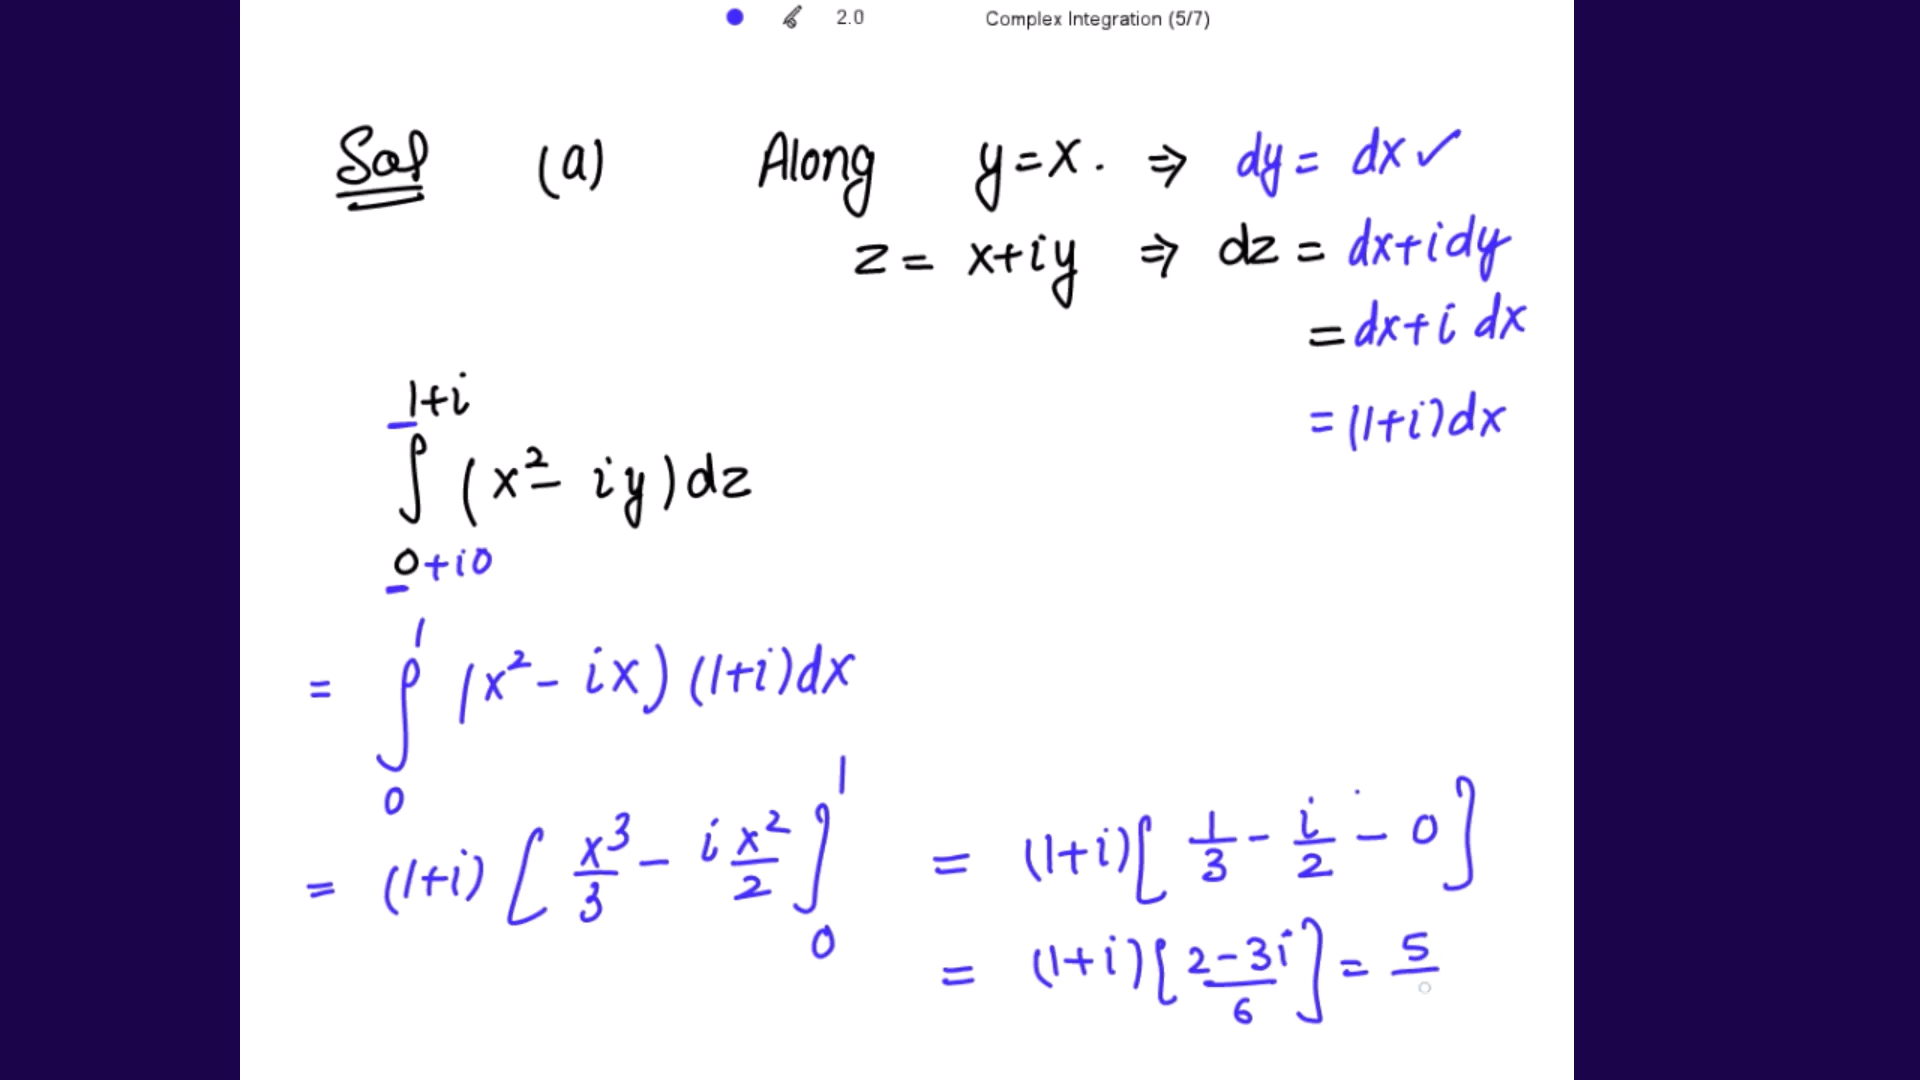 2.0 Complex Integration (5/7)
Sol (a) Along y=x. ⇒ dy = dx ✓
z = x+iy ⇒ dz = dx+idy
= dx+i dx
= (1+i)dx
1+i
∫ (x² - iy)dz
0+i0
1
= ∫ (x² - ix) (1+i)dx
0
= (1+i) [x³/3 - i x²/2]₀¹ = (1+i)[1/3 - i/2 - 0]
= (1+i)[(2-3i)/6] = 5/